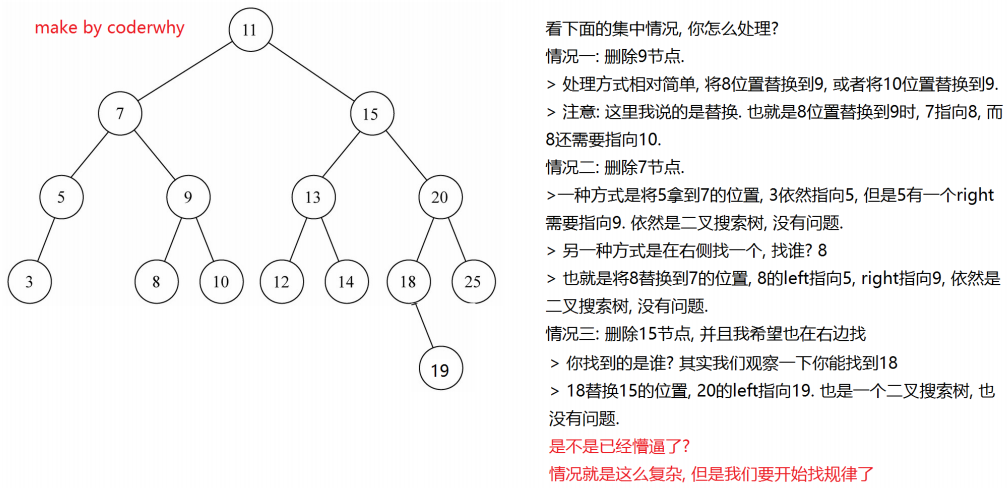 make by coderwhy
11
7
15
5
9
13
20
3
8
10
12
14
18
25
19
看下面的集中情况, 你怎么处理?
情况一: 删除9节点.
> 处理方式相对简单, 将8位置替换到9, 或者将10位置替换到9.
> 注意: 这里我说的是替换. 也就是8位置替换到9时, 7指向8, 而
8还需要指向10.
情况二: 删除7节点.
>一种方式是将5拿到7的位置, 3依然指向5, 但是5有一个right
需要指向9. 依然是二叉搜索树, 没有问题.
> 另一种方式是在右侧找一个, 找谁? 8
> 也就是将8替换到7的位置, 8的left指向5, right指向9, 依然是
二叉搜索树, 没有问题.
情况三: 删除15节点, 并且我希望也在右边找
> 你找到的是谁? 其实我们观察一下你能找到18
> 18替换15的位置, 20的left指向19. 也是一个二叉搜索树, 也
没有问题.
是不是已经懵逼了?
情况就是这么复杂, 但是我们要开始找规律了